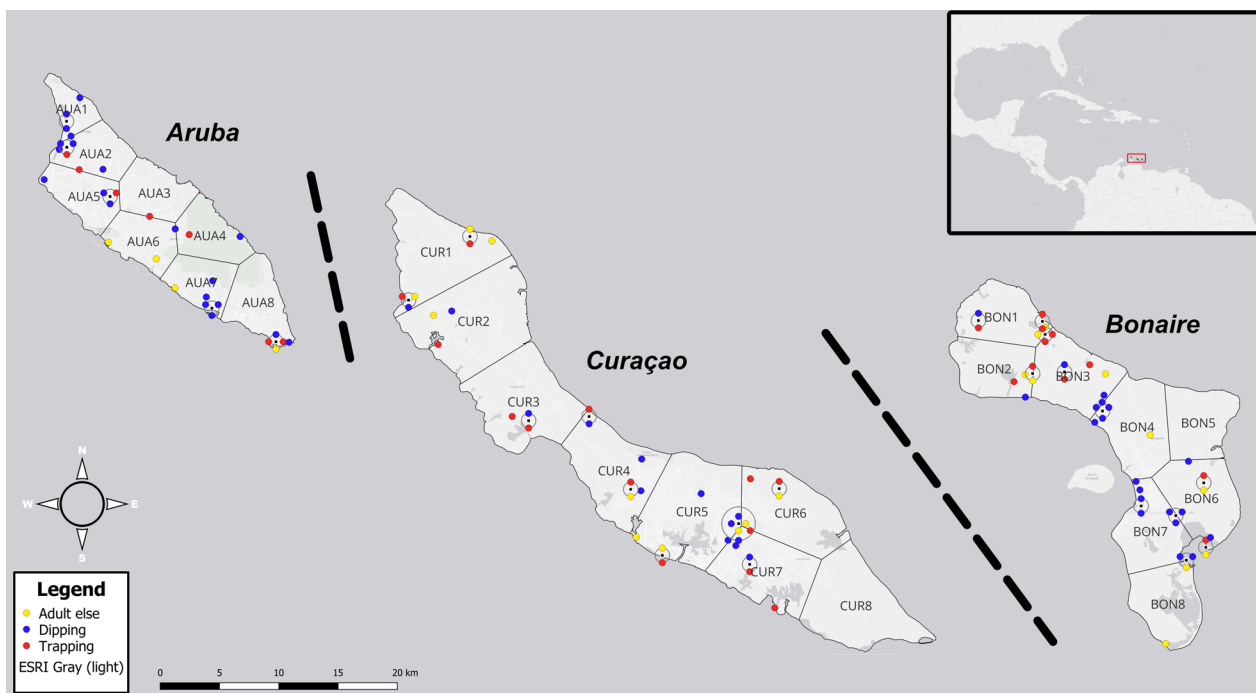 Aruba
AUA1
AUA2
AUA3
AUA5
AUA4
AUA6
AUA7
AUA8
Curaçao
CUR1
CUR2
CUR3
CUR4
CUR5
CUR6
CUR7
CUR8
Bonaire
BON1
BON2
BON3
BON4
BON5
BON6
BON7
BON8
N
W
E
S
Legend
Adult else
Dipping
Trapping
ESRI Gray (light)
0 5 10 15 20 km